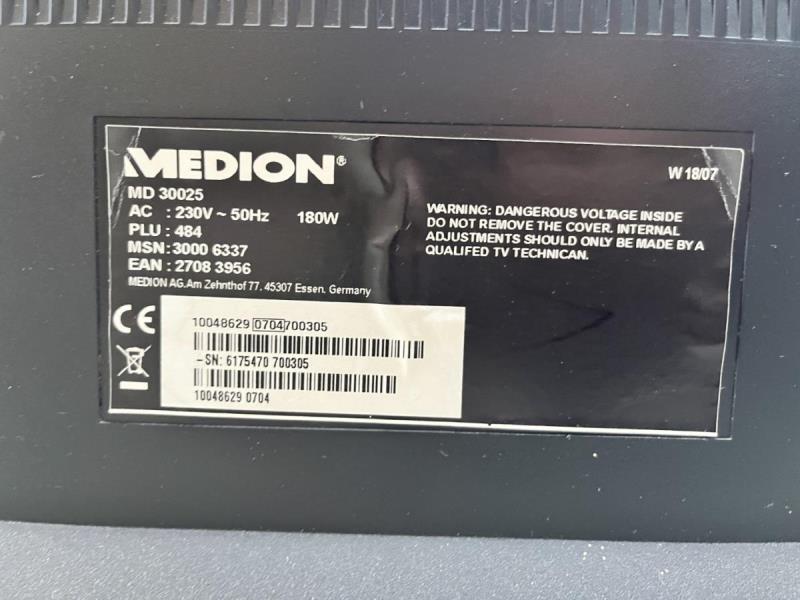 MEDION®
W 18/07
MD 30025
AC : 230V ~ 50Hz 180W
PLU : 484
MSN: 3000 6337
EAN : 2708 3956
MEDION AG.Am Zehnthof 77. 45307 Essen. Germany
WARNING: DANGEROUS VOLTAGE INSIDE
DO NOT REMOVE THE COVER. INTERNAL
ADJUSTMENTS SHOULD ONLY BE MADE BY A
QUALIFED TV TECHNICAN.
CE
10048629 0704 700305
-SN: 6175470 700305
10048629 0704